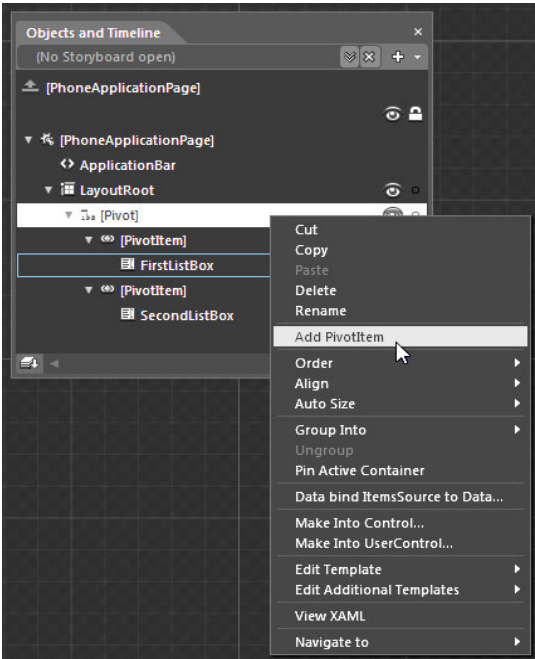 Objects and Timeline
(No Storyboard open)
[PhoneApplicationPage]
[PhoneApplicationPage]
ApplicationBar
LayoutRoot
[Pivot]
[PivotItem]
FirstListBox
[PivotItem]
SecondListBox
Cut
Copy
Paste
Delete
Rename
Add PivotItem
Order
Align
Auto Size
Group Into
Ungroup
Pin Active Container
Data bind ItemsSource to Data...
Make Into Control...
Make Into UserControl...
Edit Template
Edit Additional Templates
View XAML
Navigate to